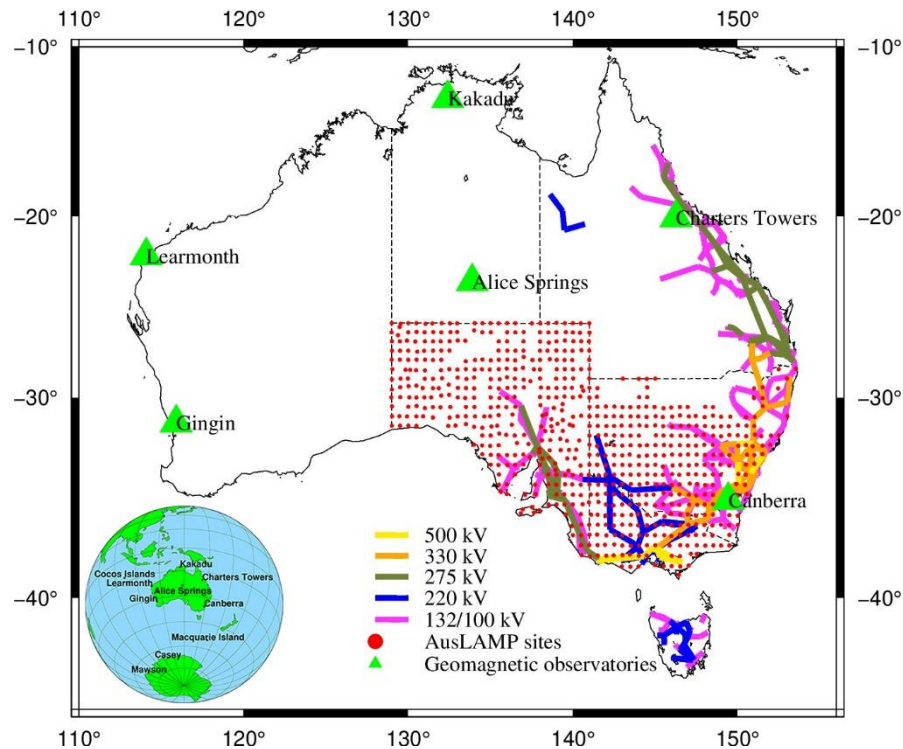 110° 120° 130° 140° 150°
−10° −10°
Kakadu
−20° −20°
Charters Towers
Learmonth
Alice Springs
−30° −30°
Gingin
Canberra
500 kV
330 kV
275 kV
220 kV
132/100 kV
AusLAMP sites
Geomagnetic observatories
Kakadu
Cocos Islands
Charters Towers
Learmonth
Alice Springs
Gingin
Canberra
Macquarie Island
Casey
Mawson
−40° −40°
110° 120° 130° 140° 150°